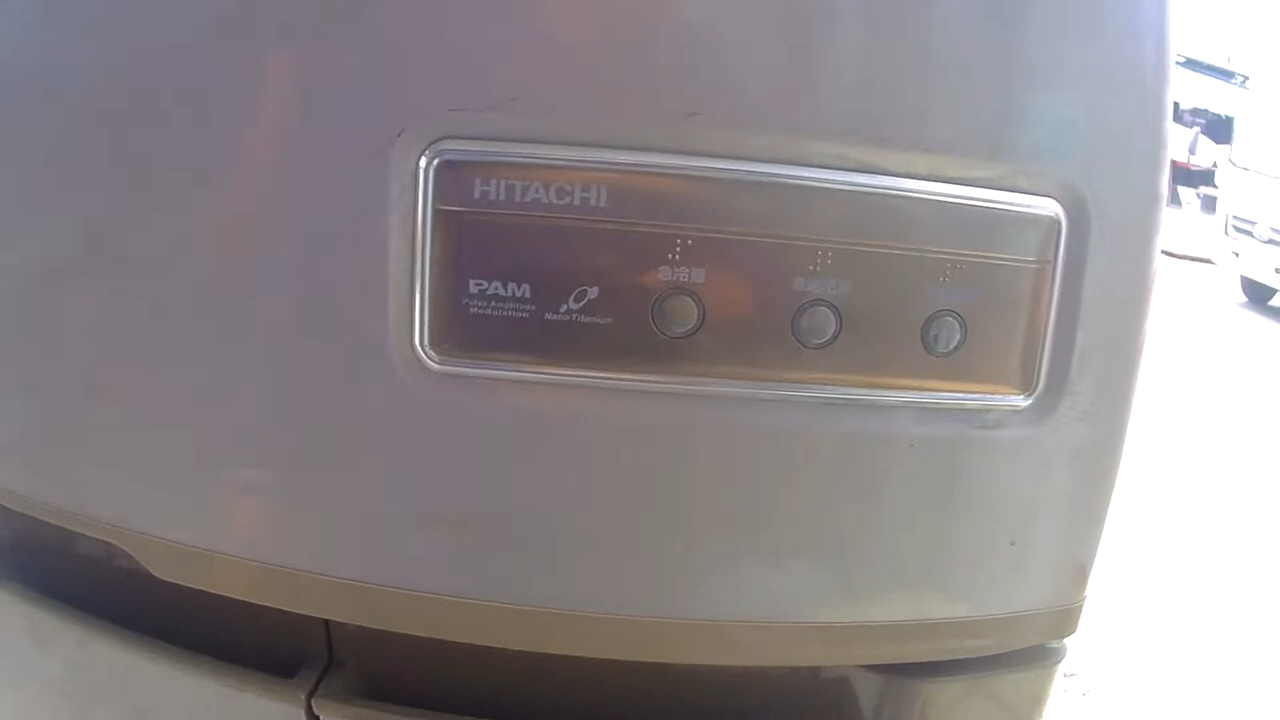 HITACHI
PAM
Pulse Amplitude
Modulation
Nano Titanium
急冷凍